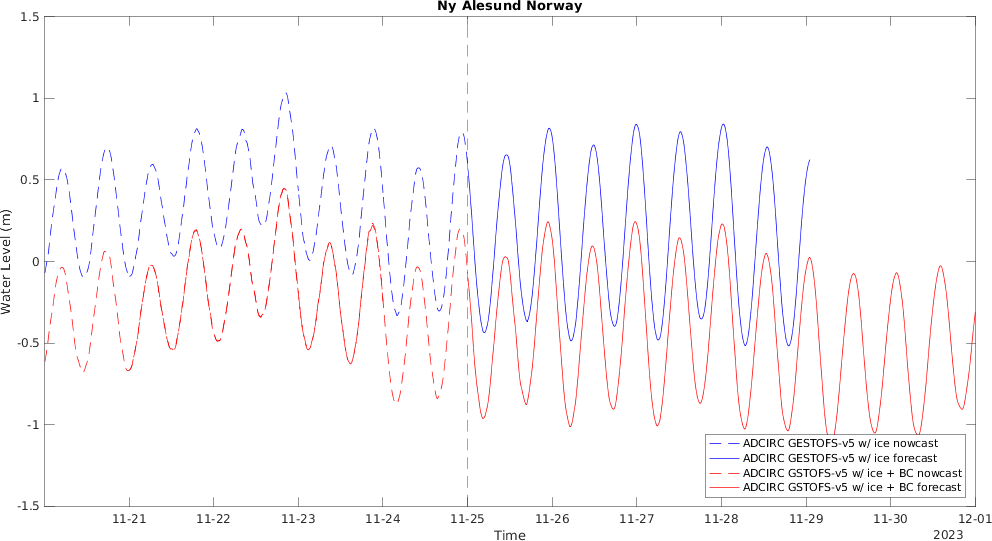 Ny Alesund Norway
1.5
1
0.5
0
-0.5
-1
-1.5
Water Level (m)
ADCIRC GESTOFS-v5 w/ ice nowcast
ADCIRC GESTOFS-v5 w/ ice forecast
ADCIRC GSTOFS-v5 w/ ice + BC nowcast
ADCIRC GSTOFS-v5 w/ ice + BC forecast
11-21 11-22 11-23 11-24 11-25 11-26 11-27 11-28 11-29 11-30 12-01
Time
2023